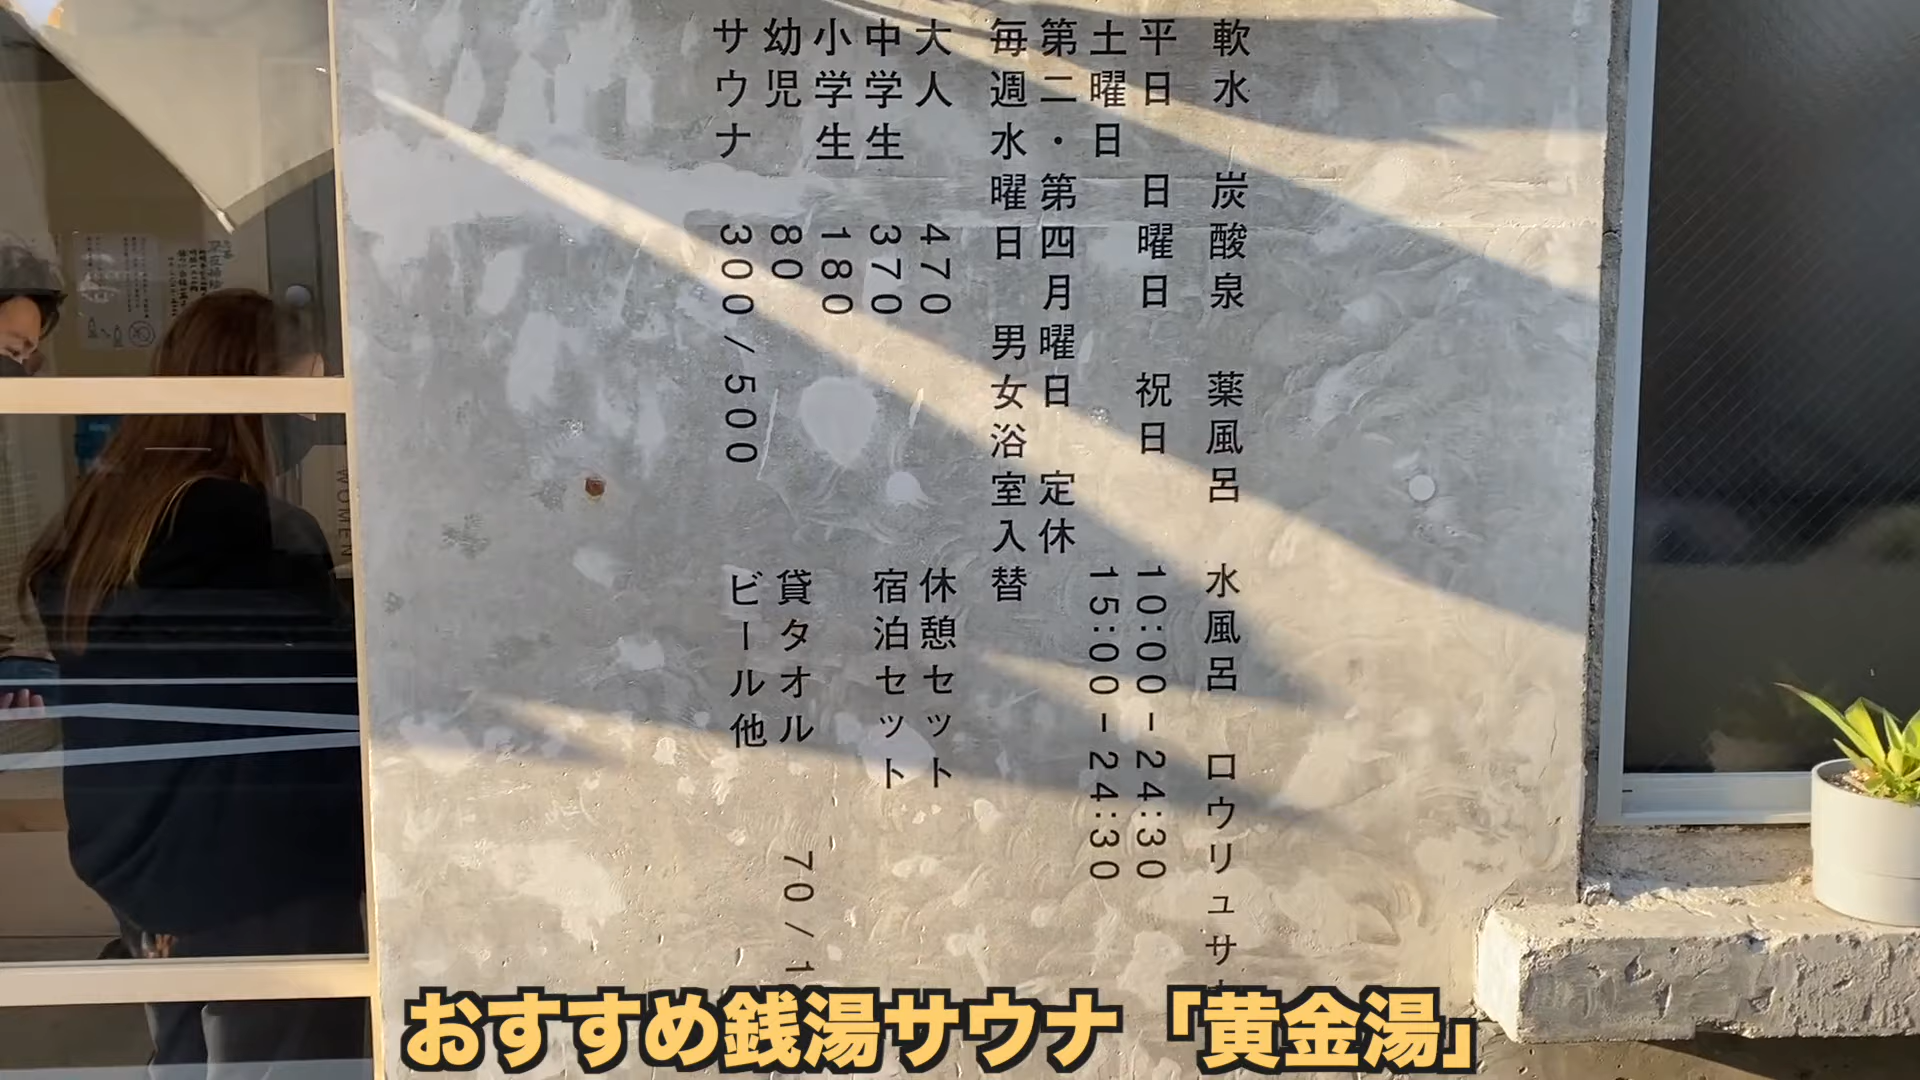 軟水 炭酸泉 薬風呂 水風呂 ロウリュサ
平日 日曜日 祝日 10:00-24:30
土曜日 15:00-24:30
第二・第四月曜日 定休
毎週水曜日 男女浴室入替
大人 470
中学生 370
小学生 180
幼児 80
サウナ 300/500
休憩セット
宿泊セット
貸タオル 70/1
ビール他
WOMEN
おすすめ銭湯サウナ「黄金湯」